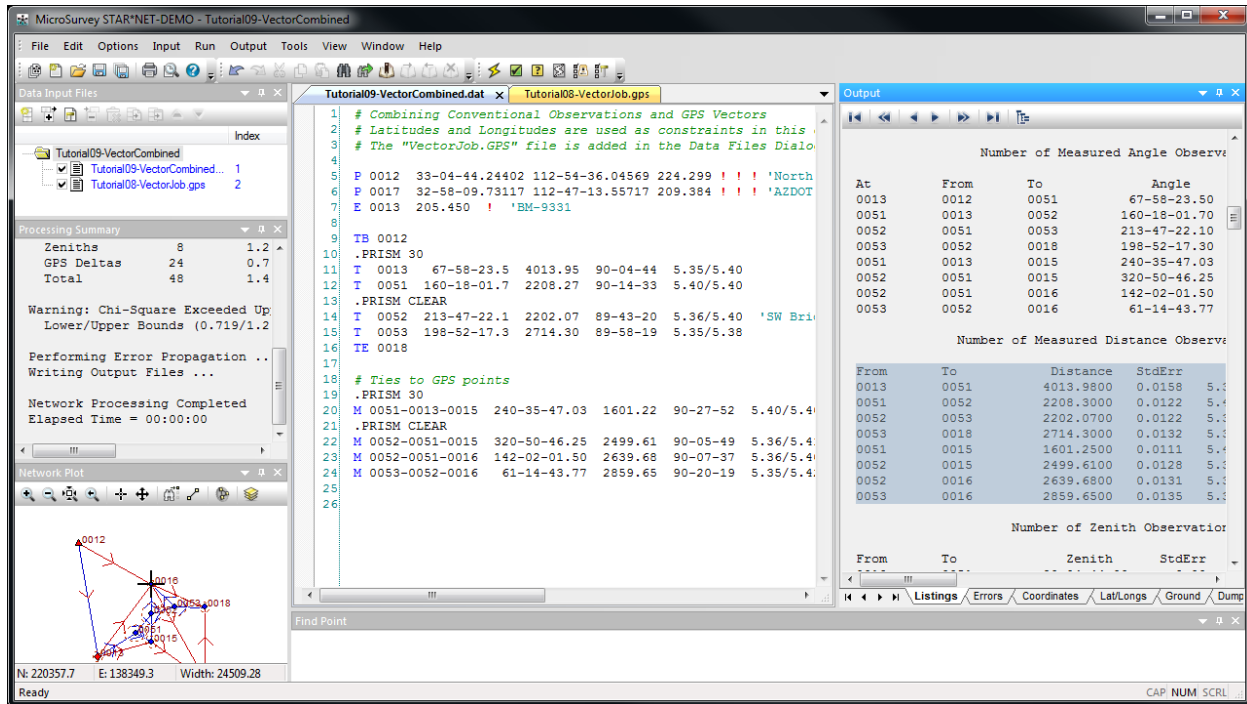 MicroSurvey STAR*NET-DEMO - Tutorial09-VectorCombined
File Edit Options Input Run Output Tools View Window Help
Data Input Files
Index
Tutorial09-VectorCombined
Tutorial09-VectorCombined... 1
Tutorial08-VectorJob.gps 2
Processing Summary
Zeniths 8 1.2
GPS Deltas 24 0.7
Total 48 1.4
Warning: Chi-Square Exceeded Up
Lower/Upper Bounds (0.719/1.2
Performing Error Propagation ..
Writing Output Files ...
Network Processing Completed
Elapsed Time = 00:00:00
Network Plot
0012
0016
0053 0018
0051
0015
0013
N: 220357.7 E: 138349.3 Width: 24509.28
Ready
Tutorial09-VectorCombined.dat x Tutorial08-VectorJob.gps
1 # Combining Conventional Observations and GPS Vectors
2 # Latitudes and Longitudes are used as constraints in this
3 # The "VectorJob.GPS" file is added in the Data Files Dialo
4
5 P 0012 33-04-44.24402 112-54-36.04569 224.299 ! ! ! 'North
6 P 0017 32-58-09.73117 112-47-13.55717 209.384 ! ! ! 'AZDOT
7 E 0013 205.450 ! 'BM-9331
8
9 TB 0012
10 .PRISM 30
11 T 0013 67-58-23.5 4013.95 90-04-44 5.35/5.40
12 T 0051 160-18-01.7 2208.27 90-14-33 5.40/5.40
13 .PRISM CLEAR
14 T 0052 213-47-22.1 2202.07 89-43-20 5.36/5.40 'SW Bri
15 T 0053 198-52-17.3 2714.30 89-58-19 5.35/5.38
16 TE 0018
17
18 # Ties to GPS points
19 .PRISM 30
20 M 0051-0013-0015 240-35-47.03 1601.22 90-27-52 5.40/5.4
21 .PRISM CLEAR
22 M 0052-0051-0015 320-50-46.25 2499.61 90-05-49 5.36/5.4
23 M 0052-0051-0016 142-02-01.50 2639.68 90-07-37 5.36/5.4
24 M 0053-0052-0016 61-14-43.77 2859.65 90-20-19 5.35/5.4
25
26
Find Point
Output
Number of Measured Angle Observa
At From To Angle
0013 0012 0051 67-58-23.50
0051 0013 0052 160-18-01.70
0052 0051 0053 213-47-22.10
0053 0052 0018 198-52-17.30
0051 0013 0015 240-35-47.03
0052 0051 0015 320-50-46.25
0052 0051 0016 142-02-01.50
0053 0052 0016 61-14-43.77
Number of Measured Distance Observa
From To Distance StdErr
0013 0051 4013.9800 0.0158 5.3
0051 0052 2208.3000 0.0122 5.4
0052 0053 2202.0700 0.0122 5.3
0053 0018 2714.3000 0.0132 5.3
0051 0015 1601.2500 0.0111 5.4
0052 0015 2499.6100 0.0128 5.3
0052 0016 2639.6800 0.0131 5.3
0053 0016 2859.6500 0.0135 5.3
Number of Zenith Observation
From To Zenith StdErr
Listings Errors Coordinates Lat/Longs Ground Dump
CAP NUM SCRL